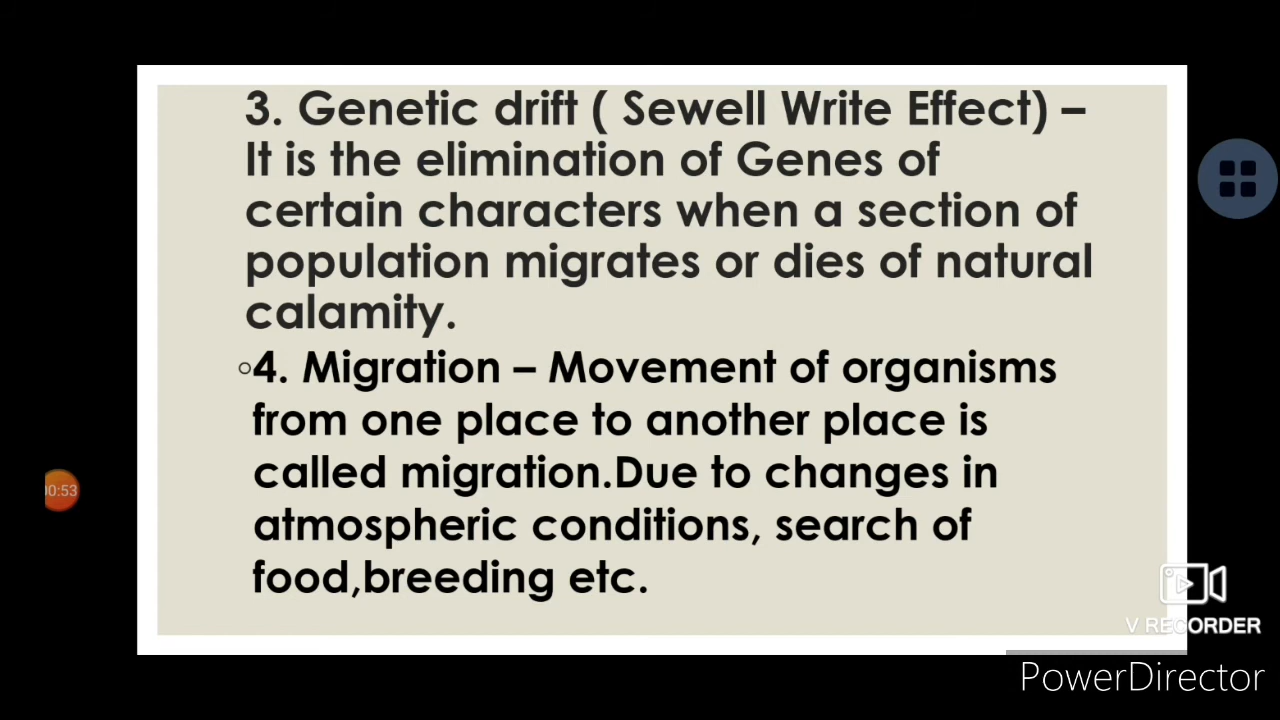 3. Genetic drift ( Sewell Write Effect) –
It is the elimination of Genes of
certain characters when a section of
population migrates or dies of natural
calamity.
4. Migration – Movement of organisms
from one place to another place is
called migration.Due to changes in
atmospheric conditions, search of
food,breeding etc.
00:53
V RECORDER
PowerDirector